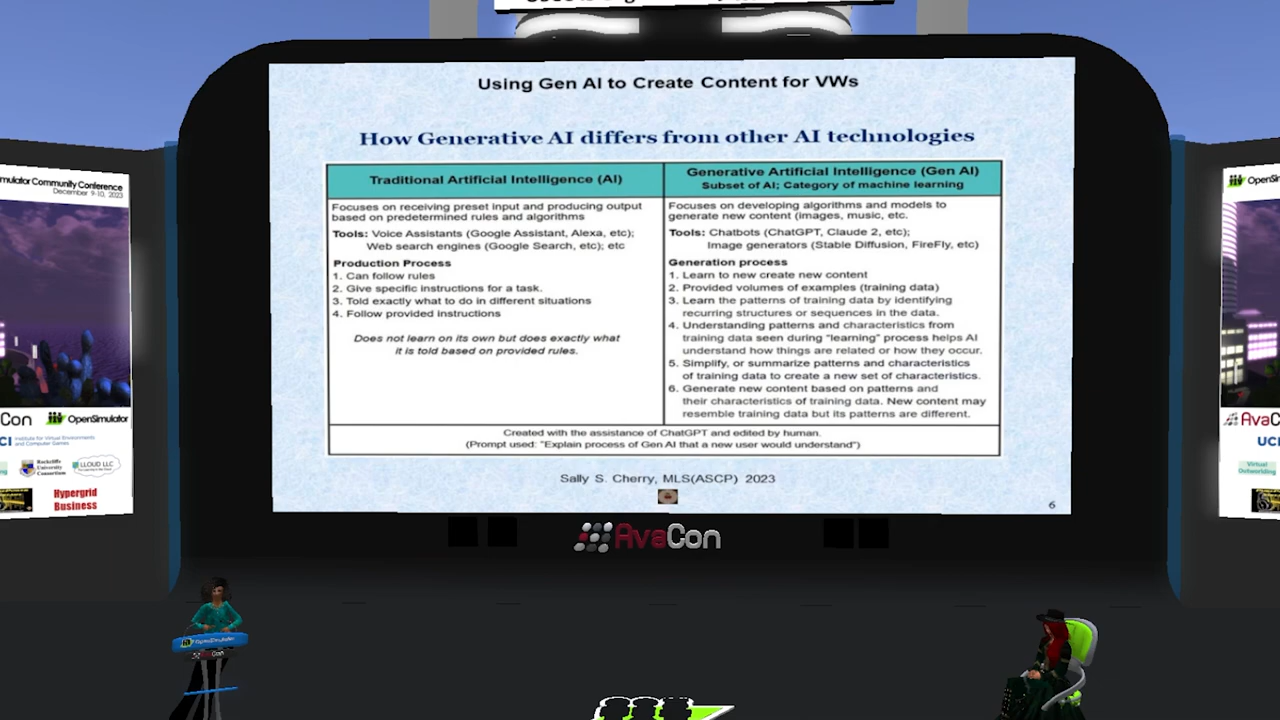 Using Gen AI to Create Content for VWs
How Generative AI differs from other AI technologies
Traditional Artificial Intelligence (AI)
Focuses on receiving preset input and producing output
based on predetermined rules and algorithms
Tools: Voice Assistants (Google Assistant, Alexa, etc);
Web search engines (Google Search, etc); etc
Production Process
1. Can follow rules
2. Give specific instructions for a task.
3. Told exactly what to do in different situations
4. Follow provided instructions
Does not learn on its own but does exactly what
it is told based on provided rules.
Generative Artificial Intelligence (Gen AI)
Subset of AI; Category of machine learning
Focuses on developing algorithms and models to
generate new content (images, music, etc.
Tools: Chatbots (ChatGPT, Claude 2, etc);
Image generators (Stable Diffusion, FireFly, etc)
Generation process
1. Learn to new create new content
2. Provided volumes of examples (training data)
3. Learn the patterns of training data by identifying
recurring structures or sequences in the data.
4. Understanding patterns and characteristics from
training data seen during "learning" process helps AI
understand how things are related or how they occur.
5. Simplify, or summarize patterns and characteristics
of training data to create a new set of characteristics.
6. Generate new content based on patterns and
their characteristics of training data. New content may
resemble training data but its patterns are different.
Created with the assistance of ChatGPT and edited by human.
(Prompt used: "Explain process of Gen AI that a new user would understand")
Sally S. Cherry, MLS(ASCP) 2023
6
AvaCon
mulator Community Conference
December 9-10, 2023
Con
OpenSimulator
CI
Institute for Virtual Environments
and Computer Games
Rockcliffe
University
Consortium
LLOUD LLC
Hypergrid
Business
OpenSimulator
AvaCon
OpenSim
AvaC
UCI
Virtual
Outworlding